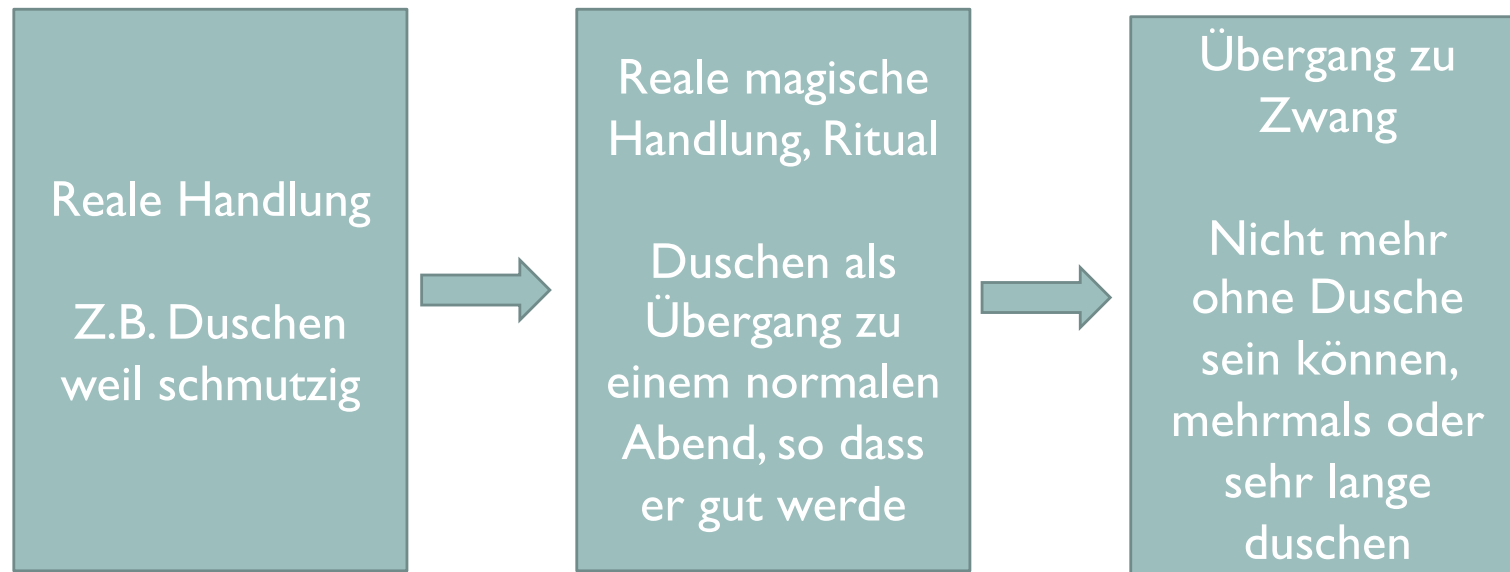 Reale Handlung
Z.B. Duschen
weil schmutzig
Reale magische
Handlung, Ritual
Duschen als
Übergang zu
einem normalen
Abend, so dass
er gut werde
Übergang zu
Zwang
Nicht mehr
ohne Dusche
sein können,
mehrmals oder
sehr lange
duschen